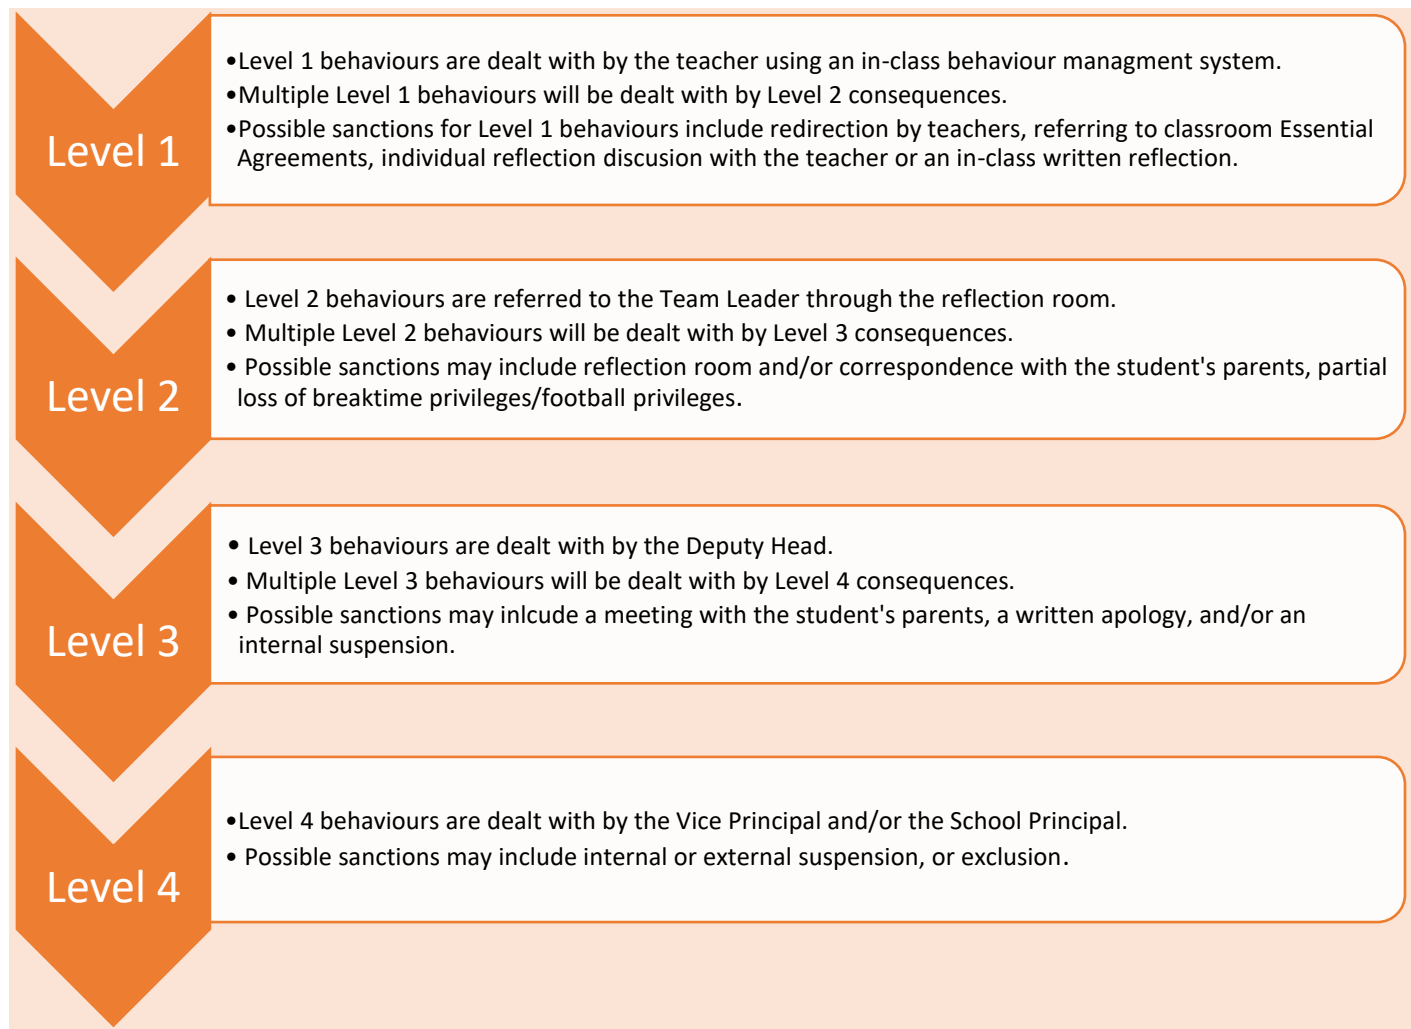 Level 1
•Level 1 behaviours are dealt with by the teacher using an in-class behaviour managment system.
•Multiple Level 1 behaviours will be dealt with by Level 2 consequences.
•Possible sanctions for Level 1 behaviours include redirection by teachers, referring to classroom Essential
Agreements, individual reflection discusion with the teacher or an in-class written reflection.
Level 2
• Level 2 behaviours are referred to the Team Leader through the reflection room.
• Multiple Level 2 behaviours will be dealt with by Level 3 consequences.
• Possible sanctions may include reflection room and/or correspondence with the student's parents, partial
loss of breaktime privileges/football privileges.
Level 3
• Level 3 behaviours are dealt with by the Deputy Head.
• Multiple Level 3 behaviours will be dealt with by Level 4 consequences.
• Possible sanctions may inlcude a meeting with the student's parents, a written apology, and/or an
internal suspension.
Level 4
•Level 4 behaviours are dealt with by the Vice Principal and/or the School Principal.
• Possible sanctions may include internal or external suspension, or exclusion.